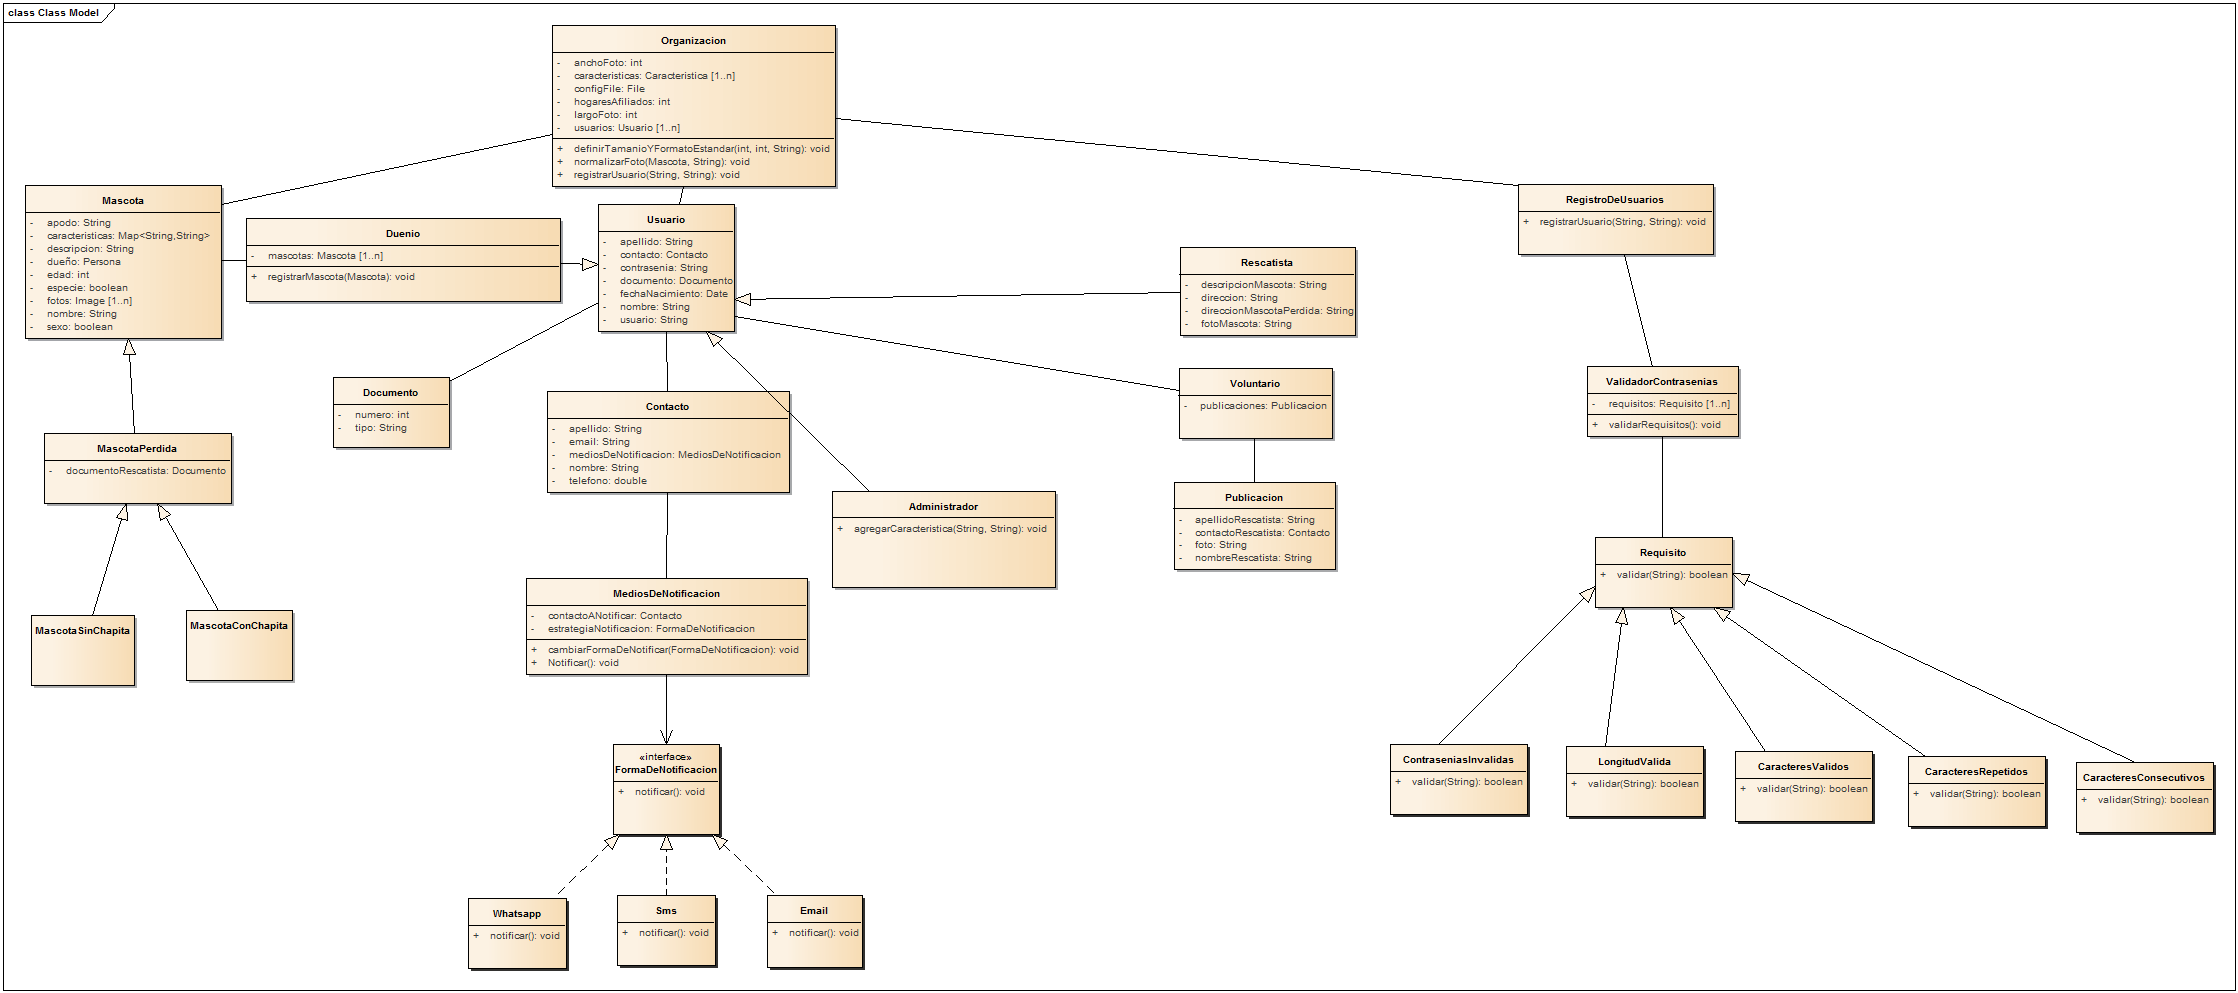 class Class Model
Organizacion
- anchoFoto: int
- caracteristicas: Caracteristica [1..n]
- configFile: File
- hogaresAfiliados: int
- largoFoto: int
- usuarios: Usuario [1..n]
+ definirTamanioYFormatoEstandar(int, int, String): void
+ normalizarFoto(Mascota, String): void
+ registrarUsuario(String, String): void
Mascota
- apodo: String
- caracteristicas: Map<String,String>
- descripcion: String
- dueño: Persona
- edad: int
- especie: boolean
- fotos: Image [1..n]
- nombre: String
- sexo: boolean
Duenio
- mascotas: Mascota [1..n]
+ registrarMascota(Mascota): void
Usuario
- apellido: String
- contacto: Contacto
- contrasenia: String
- documento: Documento
- fechaNacimiento: Date
- nombre: String
- usuario: String
Rescatista
- descripcionMascota: String
- direccion: String
- direccionMascotaPerdida: String
- fotoMascota: String
RegistroDeUsuarios
+ registrarUsuario(String, String): void
Documento
- numero: int
- tipo: String
Contacto
- apellido: String
- email: String
- mediosDeNotificacion: MediosDeNotificacion
- nombre: String
- telefono: double
Voluntario
- publicaciones: Publicacion
ValidadorContrasenias
- requisitos: Requisito [1..n]
+ validarRequisitos(): void
MascotaPerdida
- documentoRescatista: Documento
Administrador
+ agregarCaracteristica(String, String): void
Publicacion
- apellidoRescatista: String
- contactoRescatista: Contacto
- foto: String
- nombreRescatista: String
Requisito
+ validar(String): boolean
MascotaSinChapita
MascotaConChapita
MediosDeNotificacion
- contactoANotificar: Contacto
- estrategiaNotificacion: FormaDeNotificacion
+ cambiarFormaDeNotificar(FormaDeNotificacion): void
+ Notificar(): void
«interface»
FormaDeNotificacion
+ notificar(): void
ContraseniasInvalidas
+ validar(String): boolean
LongitudValida
+ validar(String): boolean
CaracteresValidos
+ validar(String): boolean
CaracteresRepetidos
+ validar(String): boolean
CaracteresConsecutivos
+ validar(String): boolean
Whatsapp
+ notificar(): void
Sms
+ notificar(): void
Email
+ notificar(): void